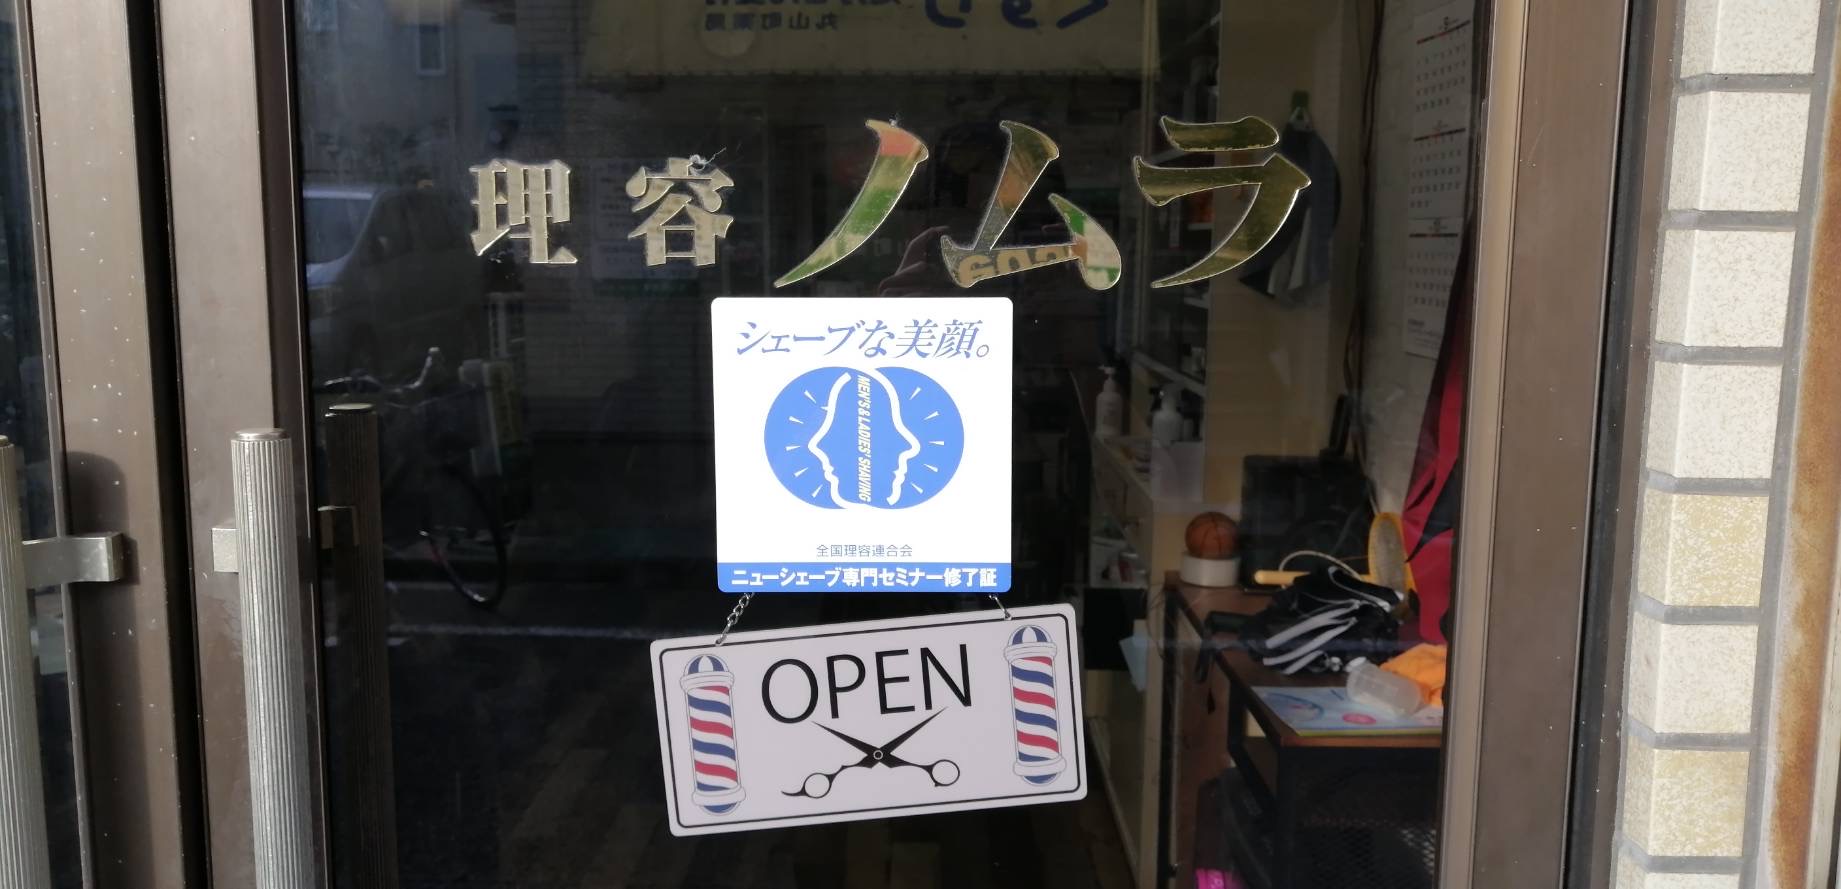 理容 ノムラ
シェーブな美顔。
MEN'S & LADIES' SHAVING
全国理容連合会
ニューシェーブ専門セミナー修了証
OPEN